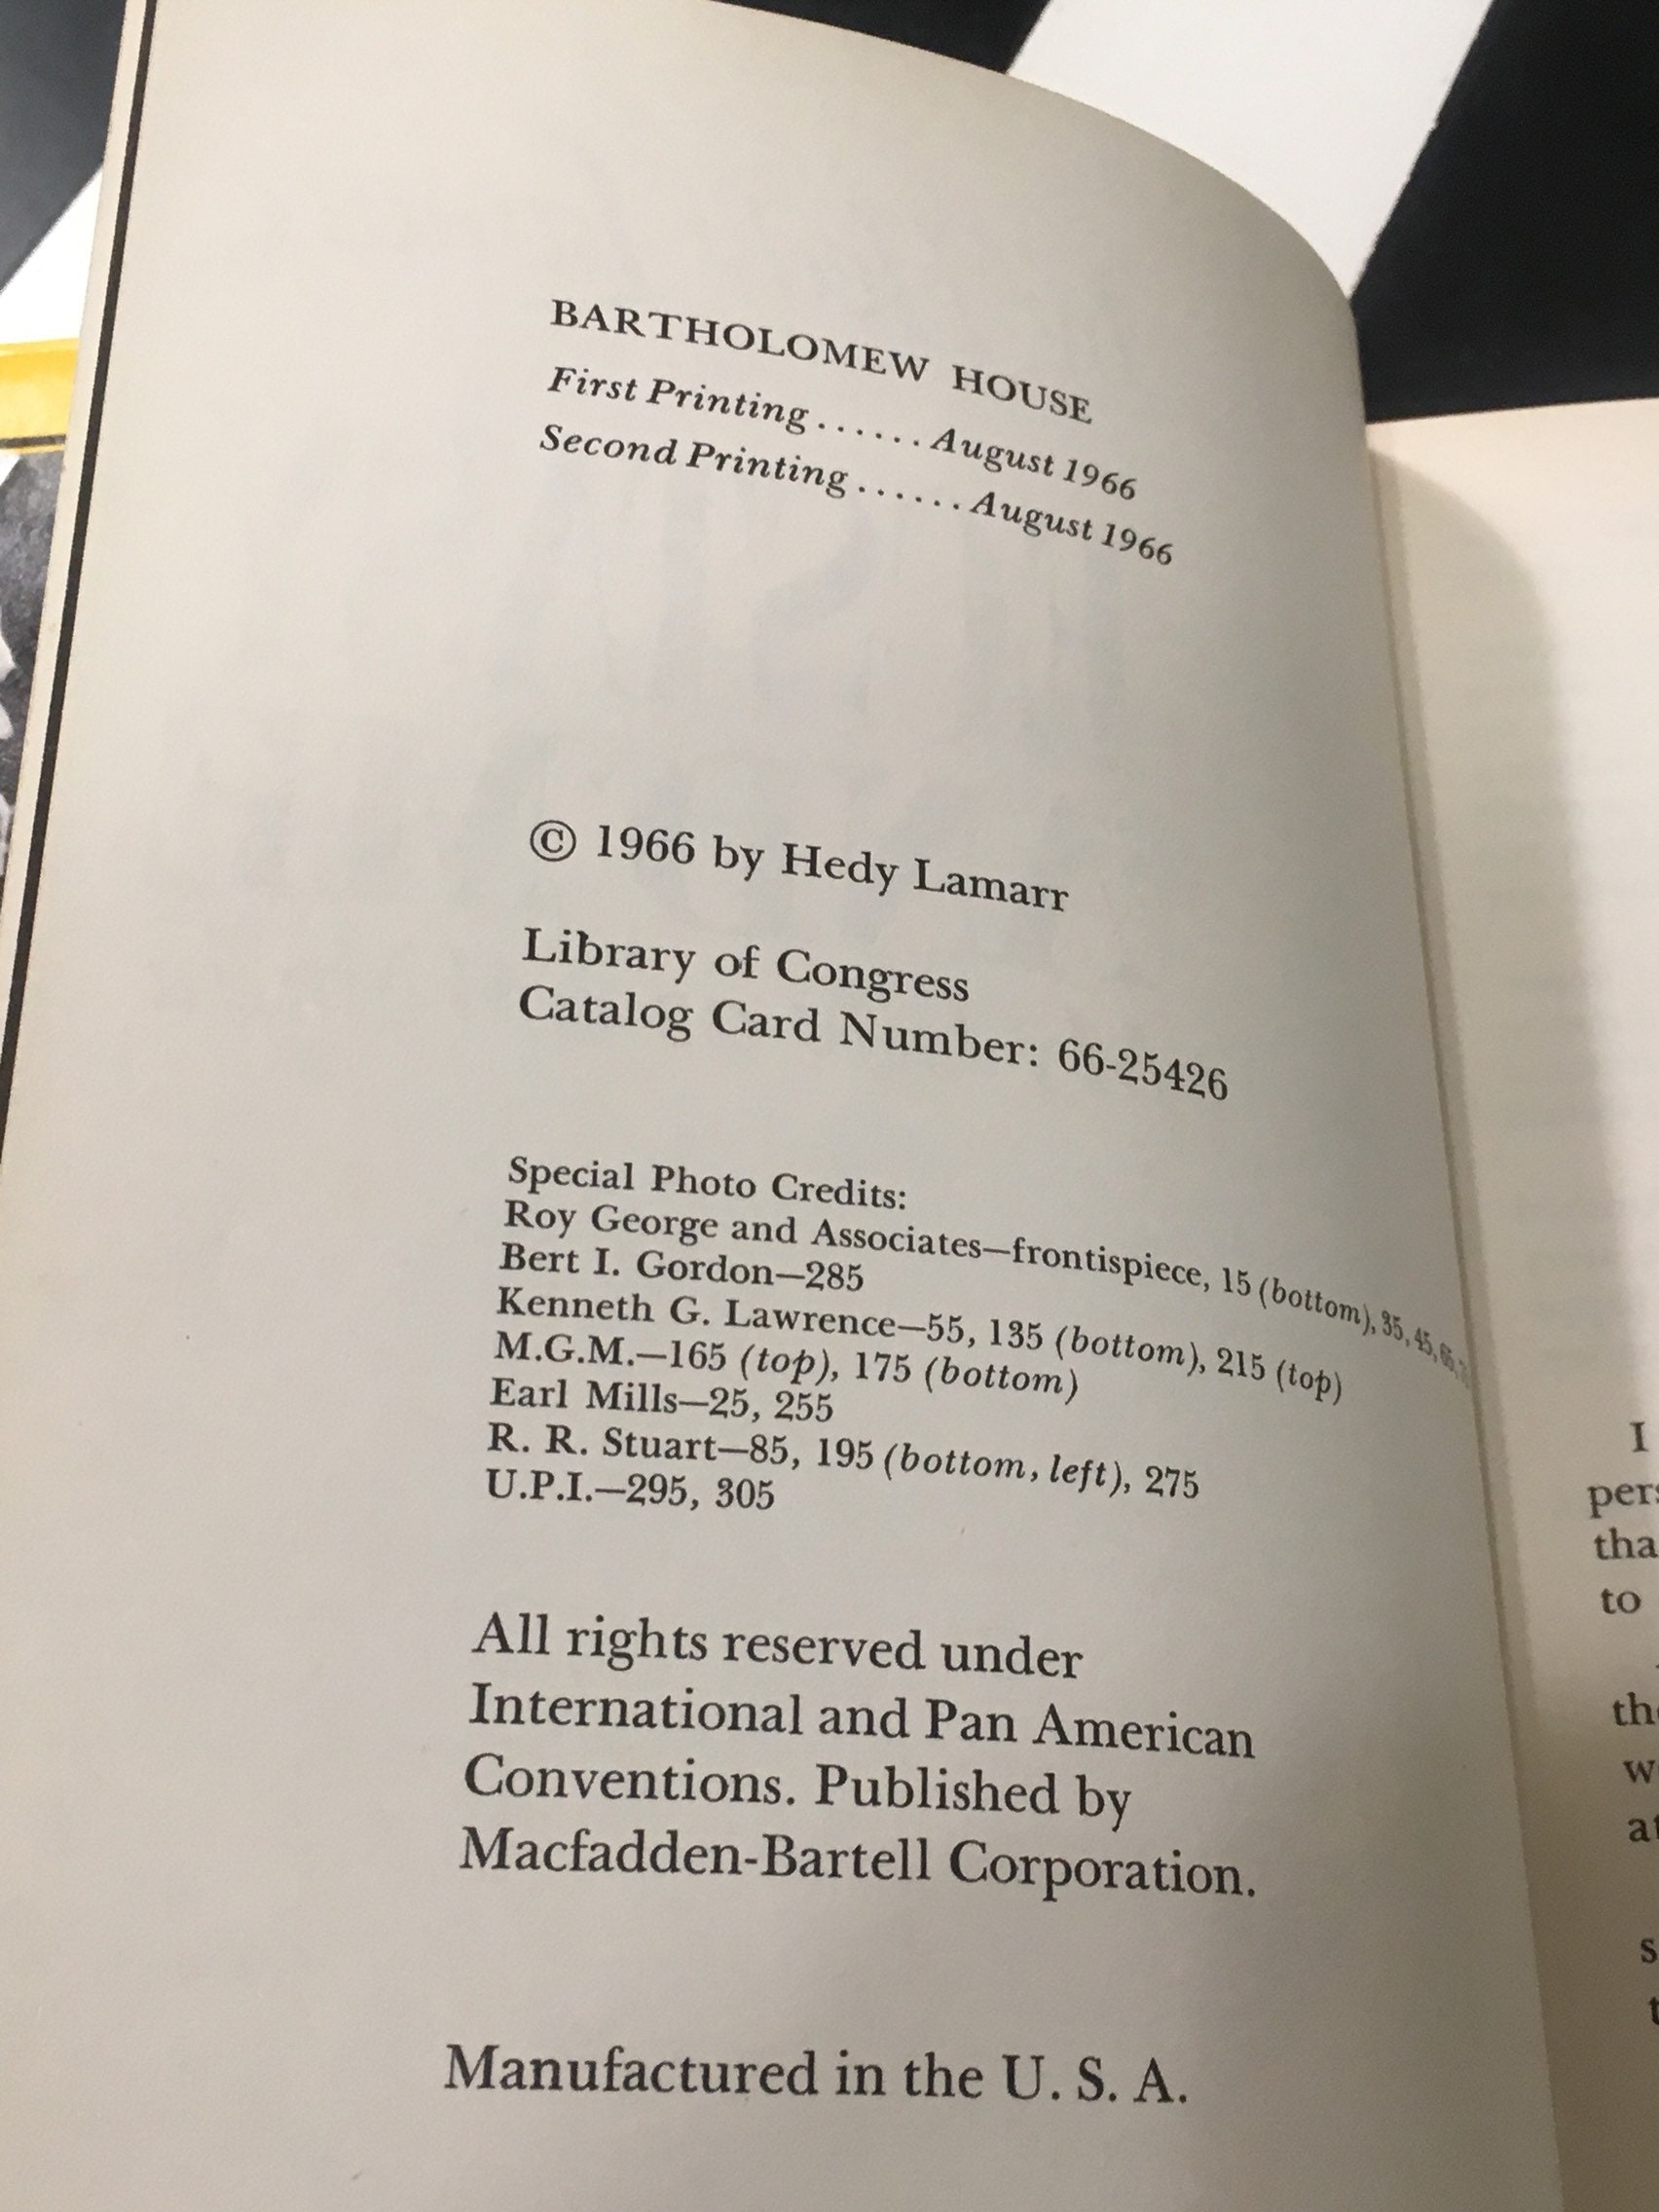 BARTHOLOMEW HOUSE
First Printing ...... August 1966
Second Printing ...... August 1966
© 1966 by Hedy Lamarr
Library of Congress
Catalog Card Number: 66-25426
Special Photo Credits:
Roy George and Associates—frontispiece, 15 (bottom), 35, 45, 65,
Bert I. Gordon—285
Kenneth G. Lawrence—55, 135 (bottom), 215 (top)
M.G.M.—165 (top), 175 (bottom)
Earl Mills—25, 255
R. R. Stuart—85, 195 (bottom, left), 275
U.P.I.—295, 305
All rights reserved under
International and Pan American
Conventions. Published by
Macfadden-Bartell Corporation.
Manufactured in the U. S. A.
I
to